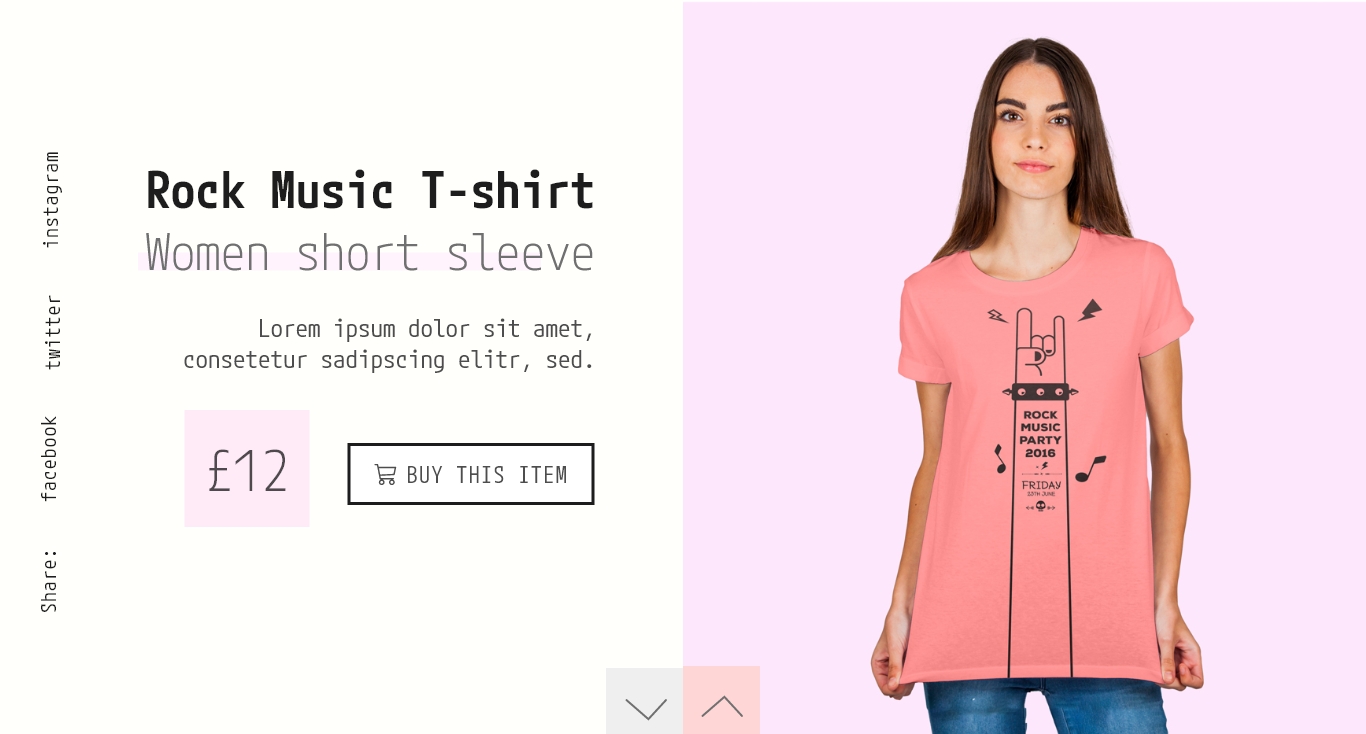 Rock Music T-shirt
Women short sleeve
Lorem ipsum dolor sit amet,
consetetur sadipscing elitr, sed.
£12
BUY THIS ITEM
Share:
facebook
twitter
instagram
ROCK
MUSIC
PARTY
2016
FRIDAY
23TH JUNE